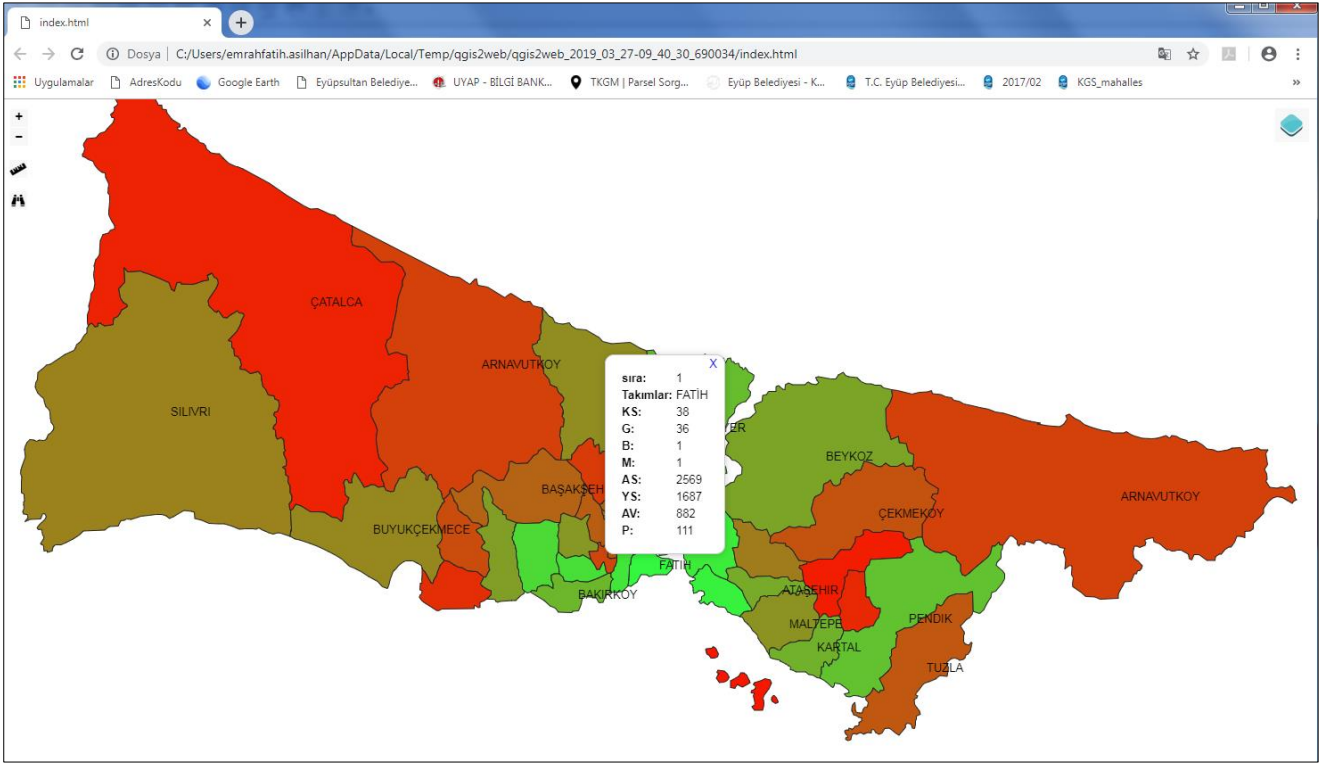 index.html
Dosya | C:/Users/emrahfatih.asilhan/AppData/Local/Temp/qgis2web/qgis2web_2019_03_27-09_40_30_690034/index.html
Uygulamalar AdresKodu Google Earth Eyüpsultan Belediye... UYAP - BİLGİ BANK... TKGM | Parsel Sorg... Eyüp Belediyesi - K... T.C. Eyüp Belediyesi... 2017/02 KGS_mahalles »
+
-
ÇATALCA
ARNAVUTKOY
X
sıra: 1
Takımlar: FATİH
KS: 38
G: 36
B: 1
M: 1
AS: 2569
YS: 1687
AV: 882
P: 111
SILIVRI
YER
BEYKOZ
BAŞAKŞEH
ARNAVUTKOY
ÇEKMEKOY
BUYUKÇEKMECE
FATIH
BAKIRKOY
ATAŞEHIR
MALTEPE
PENDIK
KARTAL
TUZLA